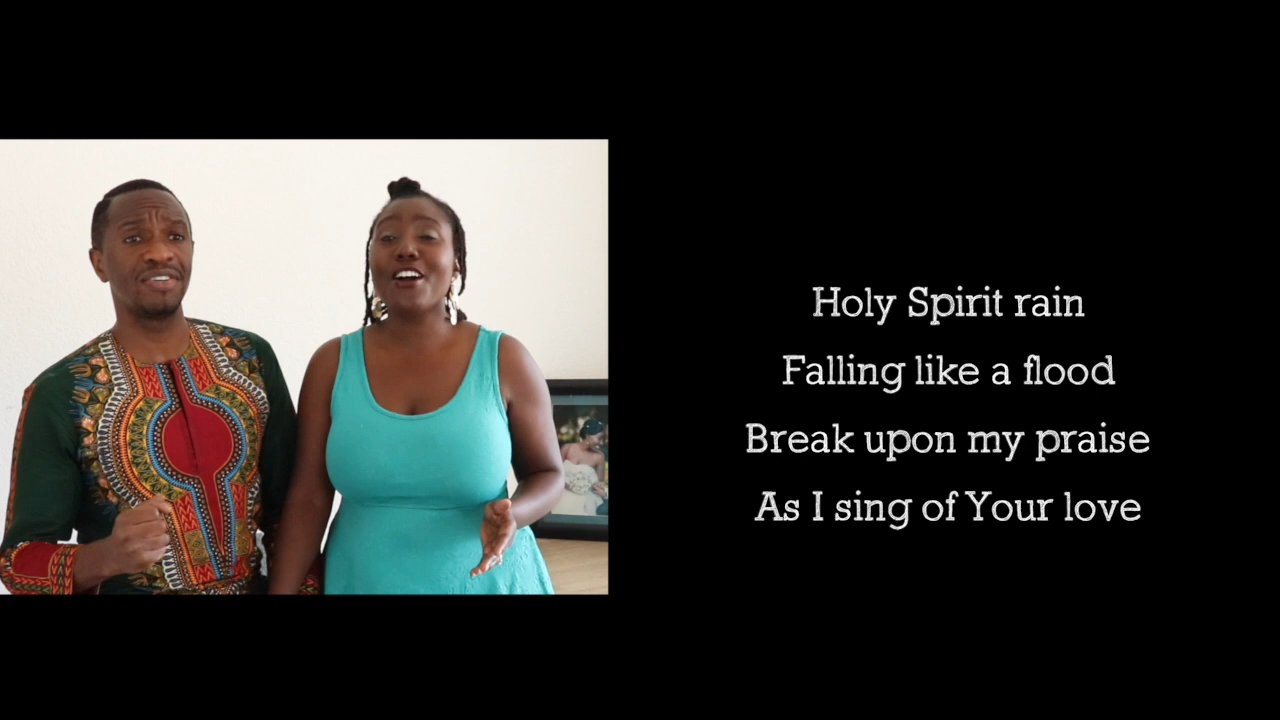 Holy Spirit rain
Falling like a flood
Break upon my praise
As I sing of Your love